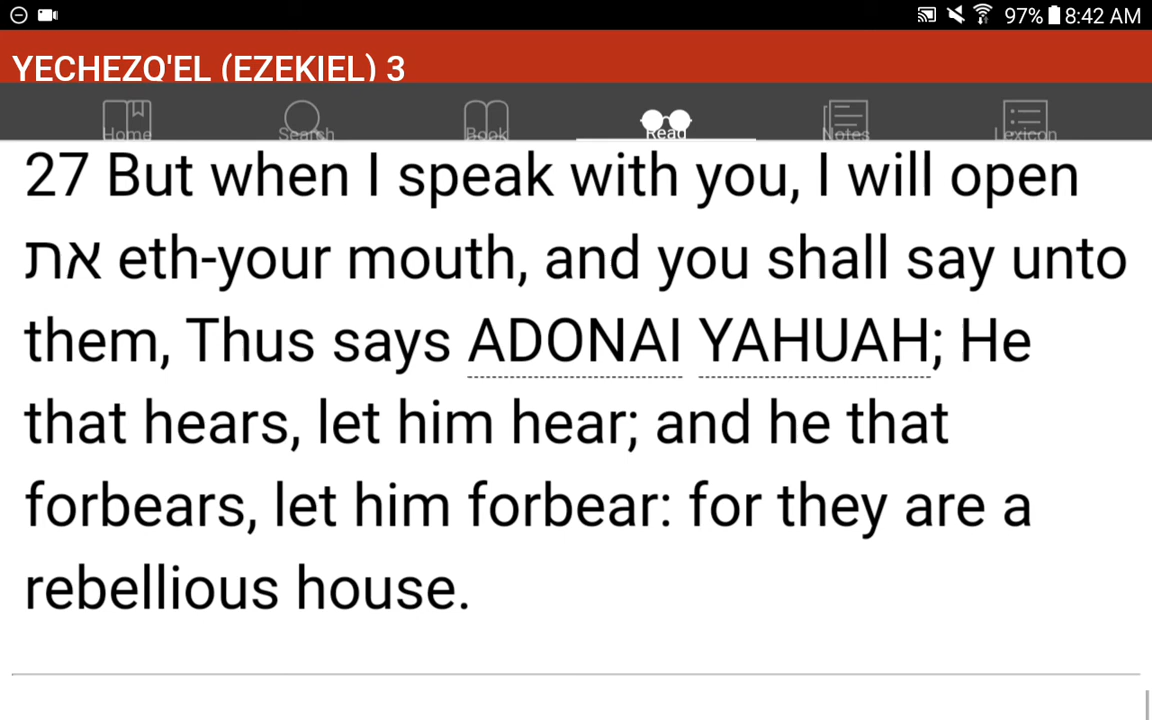 97% 8:42 AM
YECHEZQ'EL (EZEKIEL) 3
Home Search Book Read Notes Lexicon
27 But when I speak with you, I will open
את eth-your mouth, and you shall say unto
them, Thus says ADONAI YAHUAH; He
that hears, let him hear; and he that
forbears, let him forbear: for they are a
rebellious house.